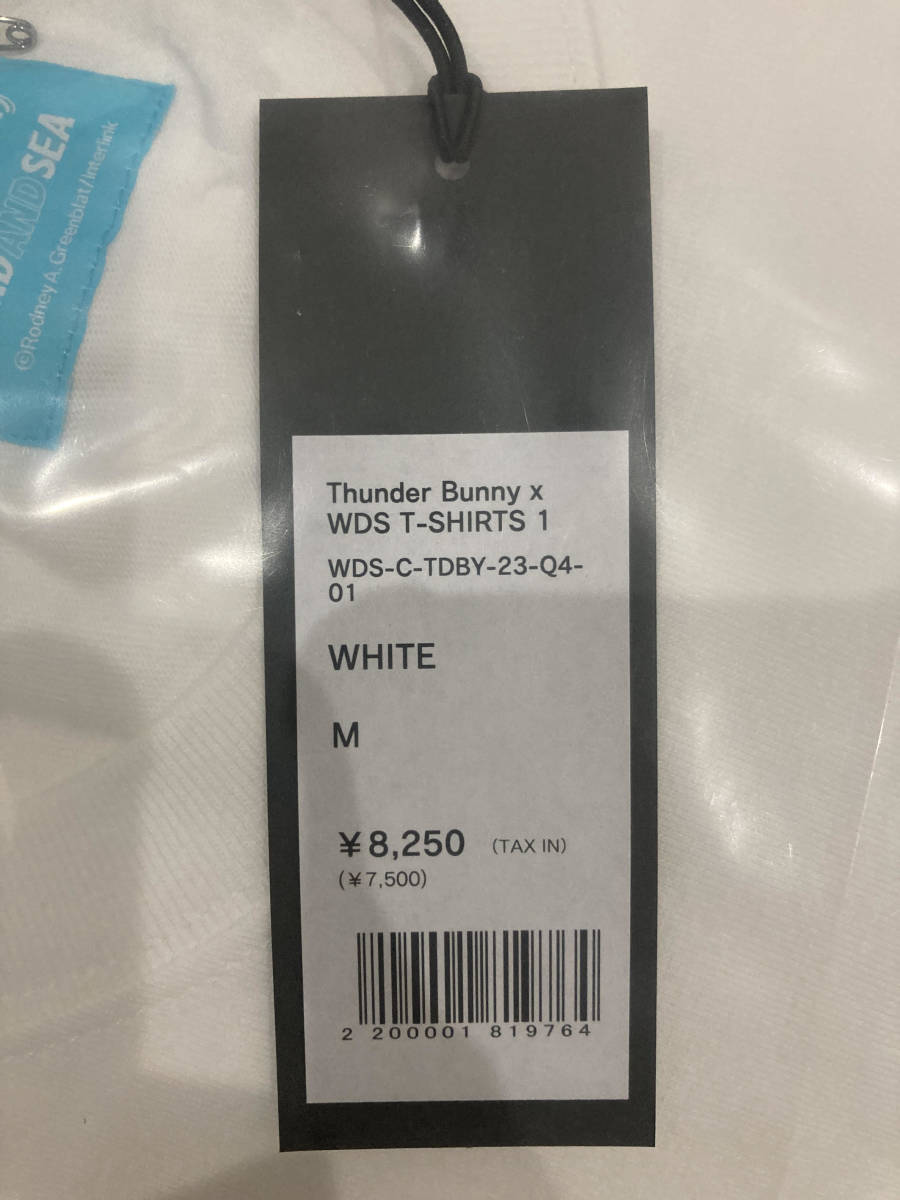 AND SEA
©Rodney A.Greenblat/Interlink
Thunder Bunny x
WDS T-SHIRTS 1
WDS-C-TDBY-23-Q4-
01
WHITE
M
¥8,250 (TAX IN)
(¥7,500)
2 200001 819764